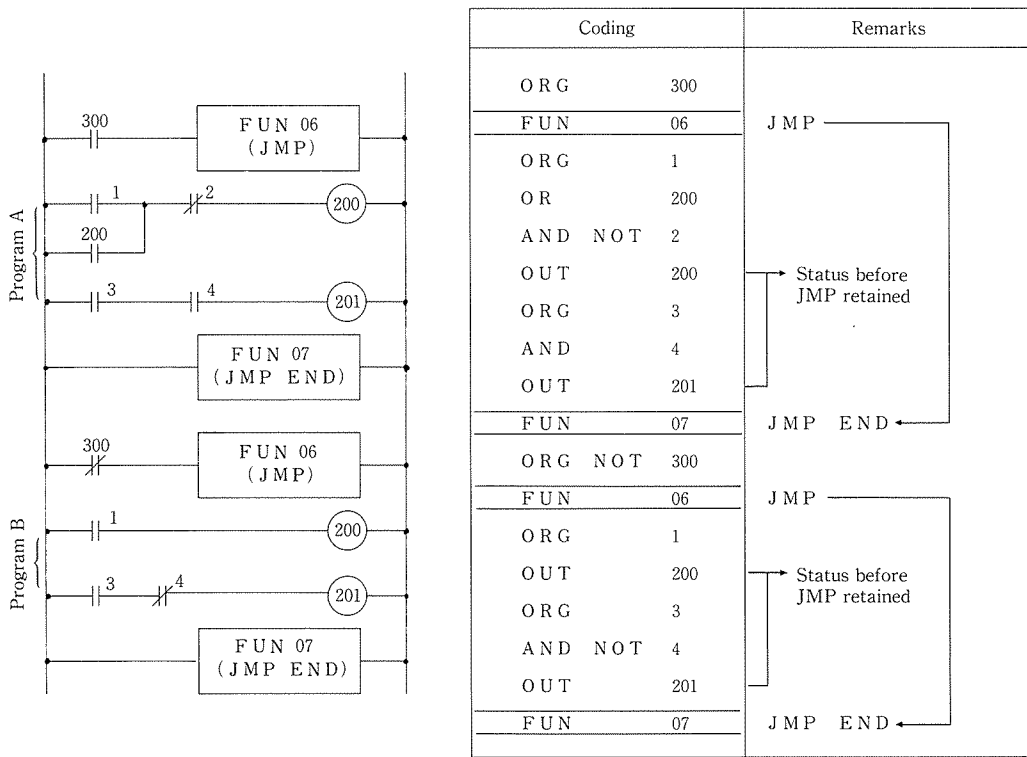 300
FUN 06
(JMP)
Program A
1
2
200
200
3
4
201
FUN 07
(JMP END)
300
FUN 06
(JMP)
Program B
1
200
3
4
201
FUN 07
(JMP END)
Coding Remarks
ORG 300
FUN 06 JMP
ORG 1
OR 200
AND NOT 2
OUT 200 Status before
JMP retained
ORG 3
AND 4
OUT 201
FUN 07 JMP END
ORG NOT 300
FUN 06 JMP
ORG 1
OUT 200 Status before
JMP retained
ORG 3
AND NOT 4
OUT 201
FUN 07 JMP END